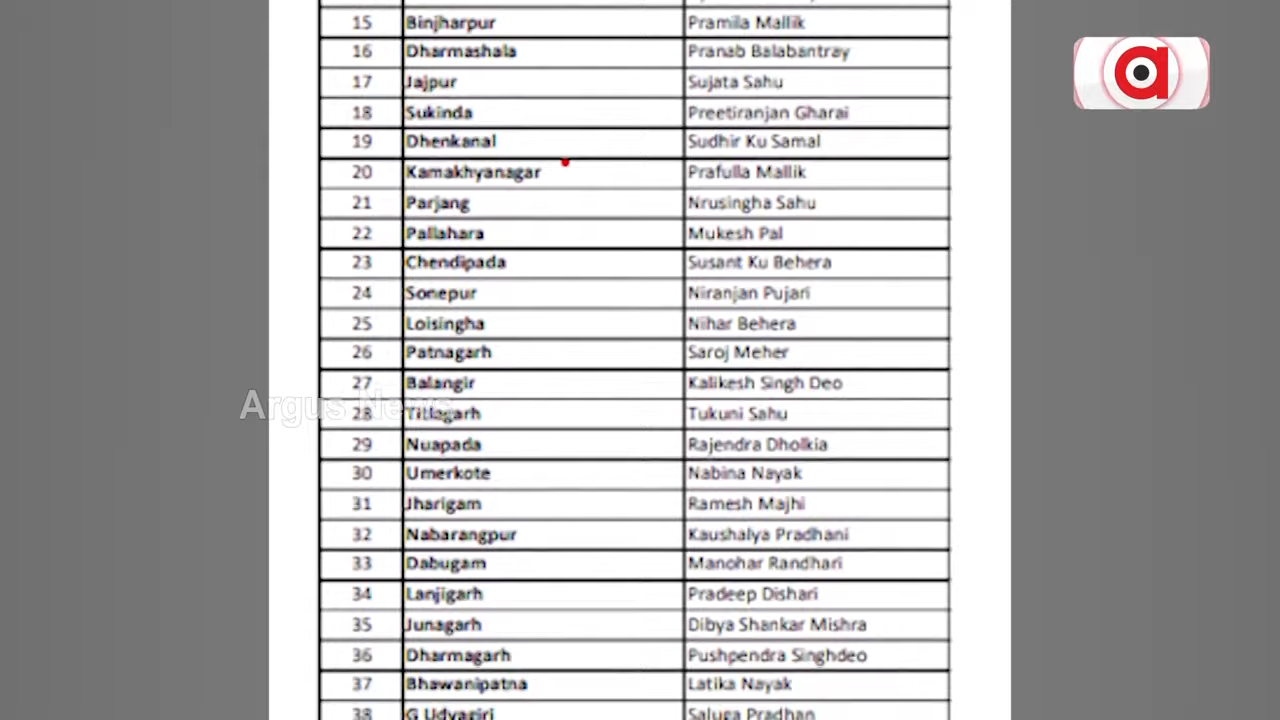 15 Binjharpur Pramila Mallik
16 Dharmashala Pranab Balabantray
17 Jajpur Sujata Sahu
18 Sukinda Preetiranjan Gharai
19 Dhenkanal Sudhir Ku Samal
20 Kamakhyanagar Prafulla Mallik
21 Parjang Nrusingha Sahu
22 Pallahara Mukesh Pal
23 Chendipada Susant Ku Behera
24 Sonepur Niranjan Pujari
25 Loisingha Nihar Behera
26 Patnagarh Saroj Meher
27 Balangir Kalikesh Singh Deo
Argus News
28 Titlagarh Tukuni Sahu
29 Nuapada Rajendra Dholkia
30 Umerkote Nabina Nayak
31 Jharigam Ramesh Majhi
32 Nabarangpur Kaushalya Pradhani
33 Dabugam Manohar Randhari
34 Lanjigarh Pradeep Dishari
35 Junagarh Dibya Shankar Mishra
36 Dharmagarh Pushpendra Singhdeo
37 Bhawanipatna Latika Nayak
38 G Udyagiri Saluga Pradhan